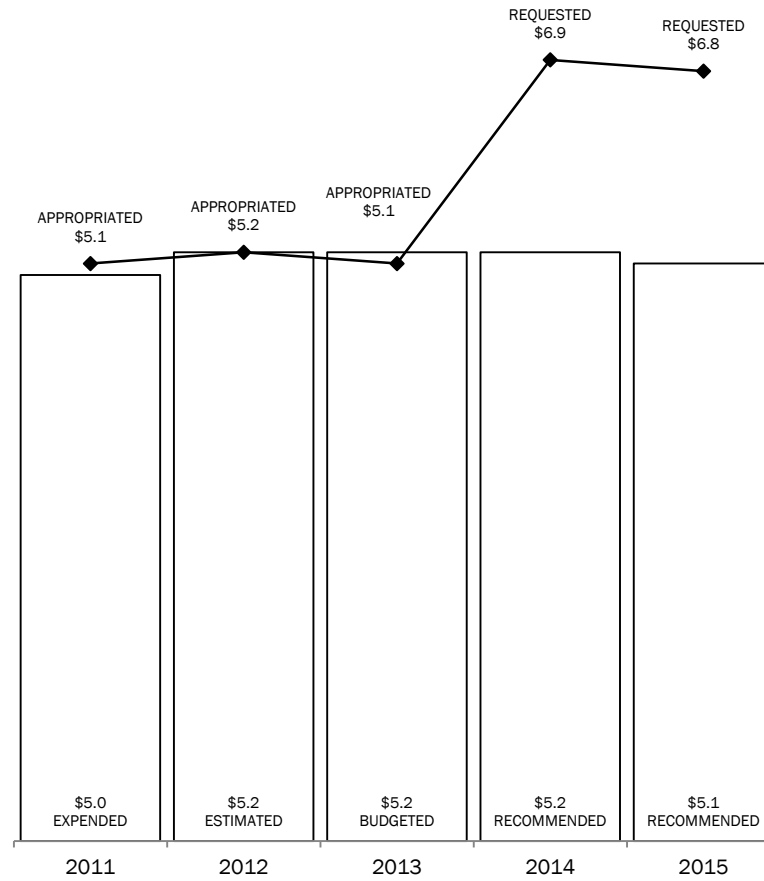 REQUESTED
$6.9
REQUESTED
$6.8
APPROPRIATED
$5.1
APPROPRIATED
$5.2
APPROPRIATED
$5.1
$5.0
EXPENDED
$5.2
ESTIMATED
$5.2
BUDGETED
$5.2
RECOMMENDED
$5.1
RECOMMENDED
2011
2012
2013
2014
2015